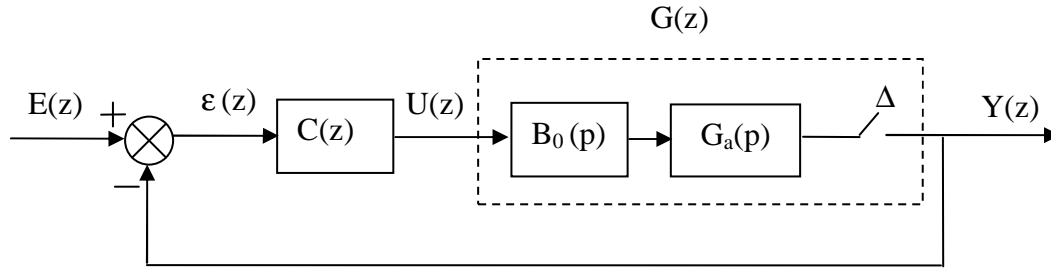 G(z)
E(z)
+
ε(z)
C(z)
U(z)
B₀(p)
Gₐ(p)
Δ
Y(z)
−